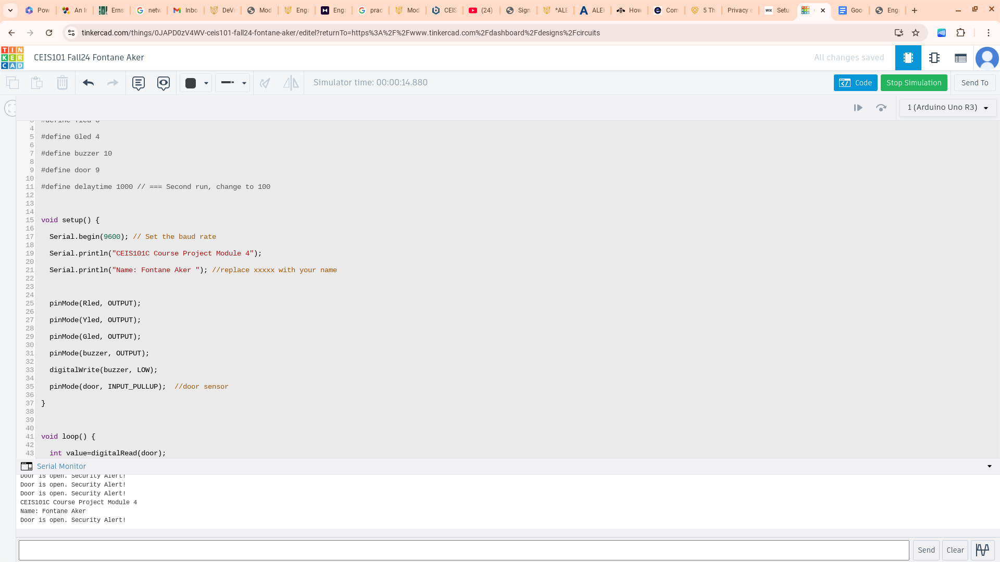 Pow
An I
Erns
netw
Inbo
DeV
Mod
Eng
Eng
prac
Mod
CEIS
(24)
Sign
*ALE
ALE
How
Com
5 Th
Privacy
Setu
Goo
Eng
tinkercad.com/things/0JAPD0zV4WV-ceis101-fall24-fontane-aker/editel?returnTo=https%3A%2F%2Fwww.tinkercad.com%2Fdashboard%2Fdesigns%2Fcircuits
TIN
KER
CAD
CEIS101 Fall24 Fontane Aker
All changes saved
Simulator time: 00:00:14.880
Code
Stop Simulation
Send To
1 (Arduino Uno R3)
3 #define Yled 3
4
5 #define Gled 4
6
7 #define buzzer 10
8
9 #define door 9
10
11 #define delaytime 1000 // === Second run, change to 100
12
13
14
15 void setup() {
16
17 Serial.begin(9600); // Set the baud rate
18
19 Serial.println("CEIS101C Course Project Module 4");
20
21 Serial.println("Name: Fontane Aker "); //replace xxxxx with your name
22
23
24
25 pinMode(Rled, OUTPUT);
26
27 pinMode(Yled, OUTPUT);
28
29 pinMode(Gled, OUTPUT);
30
31 pinMode(buzzer, OUTPUT);
32
33 digitalWrite(buzzer, LOW);
34
35 pinMode(door, INPUT_PULLUP); //door sensor
36
37 }
38
39
40
41 void loop() {
42
43 int value=digitalRead(door);
Serial Monitor
Door is open. Security Alert!
Door is open. Security Alert!
Door is open. Security Alert!
CEIS101C Course Project Module 4
Name: Fontane Aker
Door is open. Security Alert!
Send
Clear